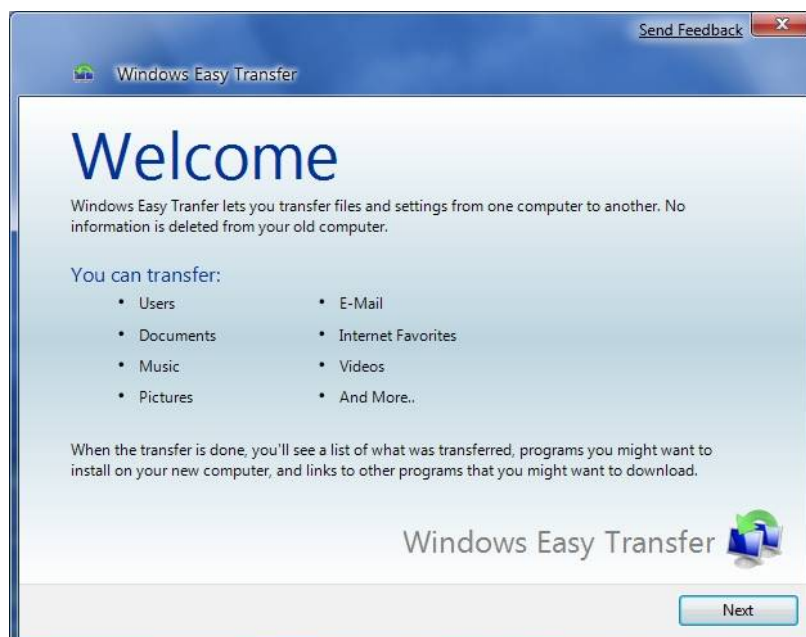 Send Feedback
Windows Easy Transfer
Welcome
Windows Easy Tranfer lets you transfer files and settings from one computer to another. No
information is deleted from your old computer.
You can transfer:
• Users
• E-Mail
• Documents
• Internet Favorites
• Music
• Videos
• Pictures
• And More..
When the transfer is done, you'll see a list of what was transferred, programs you might want to
install on your new computer, and links to other programs that you might want to download.
Windows Easy Transfer
Next